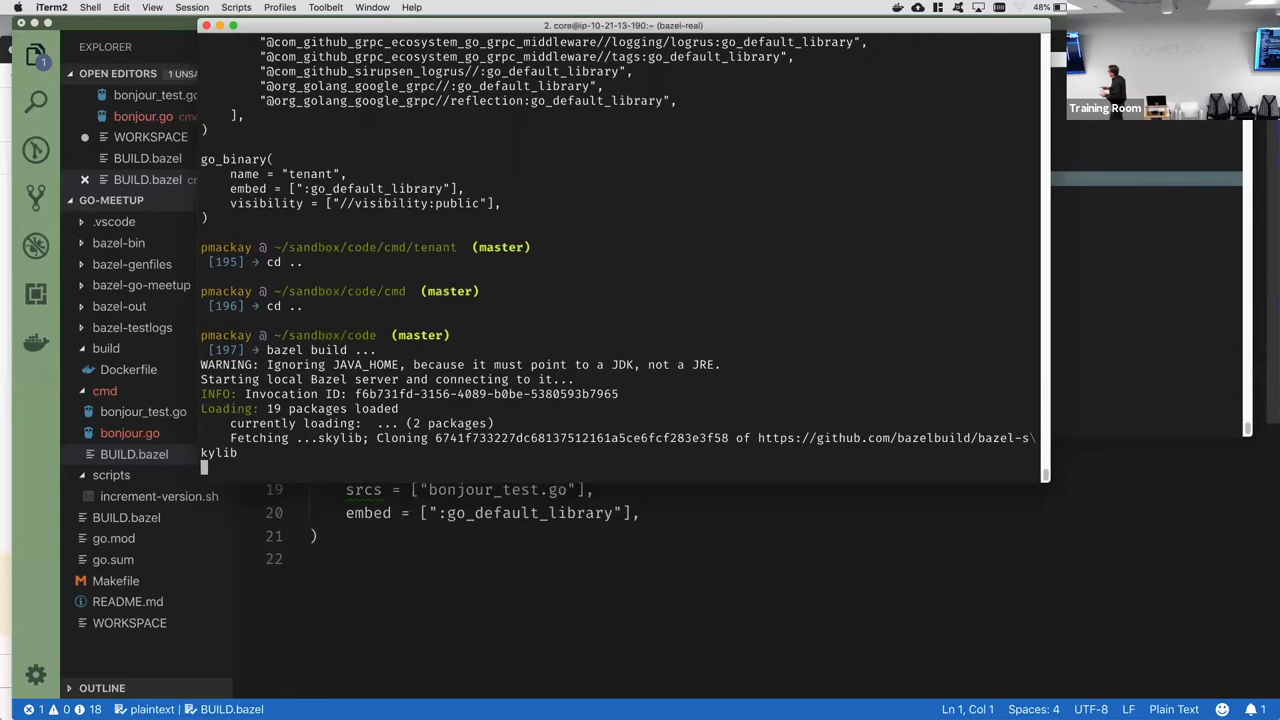 iTerm2 Shell Edit View Session Scripts Profiles Toolbelt Window Help
48%
2. core@ip-10-21-13-190:~ (bazel-real)
"@com_github_grpc_ecosystem_go_grpc_middleware//logging/logrus:go_default_library",
"@com_github_grpc_ecosystem_go_grpc_middleware//tags:go_default_library",
"@com_github_sirupsen_logrus//:go_default_library",
"@org_golang_google_grpc//:go_default_library",
"@org_golang_google_grpc//reflection:go_default_library",
],
)
go_binary(
name = "tenant",
embed = [":go_default_library"],
visibility = ["//visibility:public"],
)
pmackay @ ~/sandbox/code/cmd/tenant (master)
[195] → cd ..
pmackay @ ~/sandbox/code/cmd (master)
[196] → cd ..
pmackay @ ~/sandbox/code (master)
[197] → bazel build ...
WARNING: Ignoring JAVA_HOME, because it must point to a JDK, not a JRE.
Starting local Bazel server and connecting to it...
INFO: Invocation ID: f6b731fd-3156-4089-b0be-5380593b7965
Loading: 19 packages loaded
currently loading: ... (2 packages)
Fetching ...skylib; Cloning 6741f733227dc68137512161a5ce6fcf283e3f58 of https://github.com/bazelbuild/bazel-s\
kylib
Training Room
EXPLORER
OPEN EDITORS 1 UNSA
bonjour_test.go
bonjour.go cm
WORKSPACE
BUILD.bazel
BUILD.bazel cm
GO-MEETUP
.vscode
bazel-bin
bazel-genfiles
bazel-go-meetup
bazel-out
bazel-testlogs
build
Dockerfile
cmd
bonjour_test.go
bonjour.go
BUILD.bazel
scripts
increment-version.sh
BUILD.bazel
go.mod
go.sum
Makefile
README.md
WORKSPACE
OUTLINE
19 srcs = ["bonjour_test.go"],
20 embed = [":go_default_library"],
21 )
22
1 0 18 plaintext | BUILD.bazel
Ln 1, Col 1 Spaces: 4 UTF-8 LF Plain Text 1